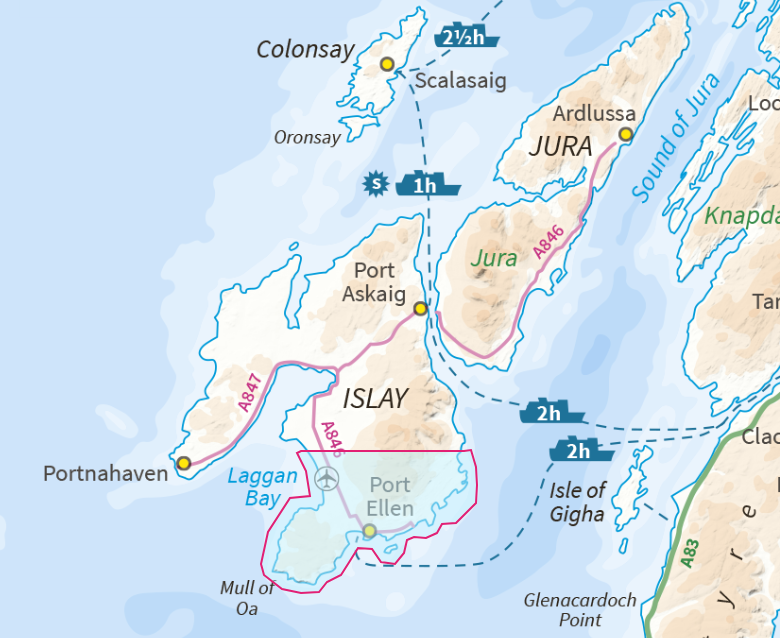 2½h
Colonsay
Scalasaig
Ardlussa
Oronsay
JURA
Sound of Jura
Loc
S
1h
Knapda
A846
Jura
Port
Askaig
Tar
A847
ISLAY
2h
A846
2h
Clac
Portnahaven
Laggan
Bay
Port
Ellen
Isle of
Gigha
A83
y r e
Mull of
Oa
Glenacardoch
Point